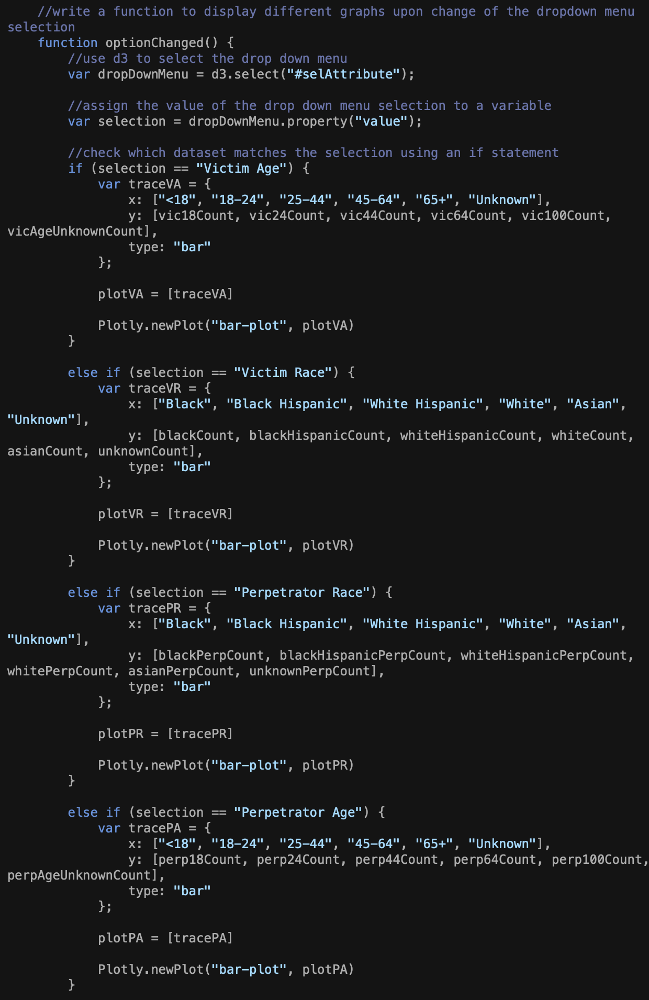 //write a function to display different graphs upon change of the dropdown menu
selection
function optionChanged() {
//use d3 to select the drop down menu
var dropDownMenu = d3.select("#selAttribute");
//assign the value of the drop down menu selection to a variable
var selection = dropDownMenu.property("value");
//check which dataset matches the selection using an if statement
if (selection == "Victim Age") {
var traceVA = {
x: ["<18", "18-24", "25-44", "45-64", "65+", "Unknown"],
y: [vic18Count, vic24Count, vic44Count, vic64Count, vic100Count,
vicAgeUnknownCount],
type: "bar"
};
plotVA = [traceVA]
Plotly.newPlot("bar-plot", plotVA)
}
else if (selection == "Victim Race") {
var traceVR = {
x: ["Black", "Black Hispanic", "White Hispanic", "White", "Asian",
"Unknown"],
y: [blackCount, blackHispanicCount, whiteHispanicCount, whiteCount,
asianCount, unknownCount],
type: "bar"
};
plotVR = [traceVR]
Plotly.newPlot("bar-plot", plotVR)
}
else if (selection == "Perpetrator Race") {
var tracePR = {
x: ["Black", "Black Hispanic", "White Hispanic", "White", "Asian",
"Unknown"],
y: [blackPerpCount, blackHispanicPerpCount, whiteHispanicPerpCount,
whitePerpCount, asianPerpCount, unknownPerpCount],
type: "bar"
};
plotPR = [tracePR]
Plotly.newPlot("bar-plot", plotPR)
}
else if (selection == "Perpetrator Age") {
var tracePA = {
x: ["<18", "18-24", "25-44", "45-64", "65+", "Unknown"],
y: [perp18Count, perp24Count, perp44Count, perp64Count, perp100Count,
perpAgeUnknownCount],
type: "bar"
};
plotPA = [tracePA]
Plotly.newPlot("bar-plot", plotPA)
}